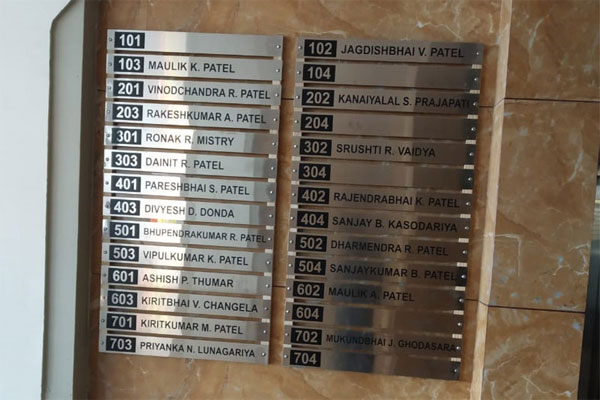 101
103 MAULIK K. PATEL
201 VINODCHANDRA R. PATEL
203 RAKESHKUMAR A. PATEL
301 RONAK R. MISTRY
303 DAINIT R. PATEL
401 PARESHBHAI S. PATEL
403 DIVYESH D. DONDA
501 BHUPENDRAKUMAR R. PATEL
503 VIPULKUMAR K. PATEL
601 ASHISH P. THUMAR
603 KIRITBHAI V. CHANGELA
701 KIRITKUMAR M. PATEL
703 PRIYANKA N. LUNAGARIYA
102 JAGDISHBHAI V. PATEL
104
202 KANAIYALAL S. PRAJAPATI
204
302 SRUSHTI R. VAIDYA
304
402 RAJENDRABHAI K. PATEL
404 SANJAY B. KASODARIYA
502 DHARMENDRA R. PATEL
504 SANJAYKUMAR B. PATEL
602 MAULIK A. PATEL
604
702 MUKUNDBHAI J. GHODASARA
704